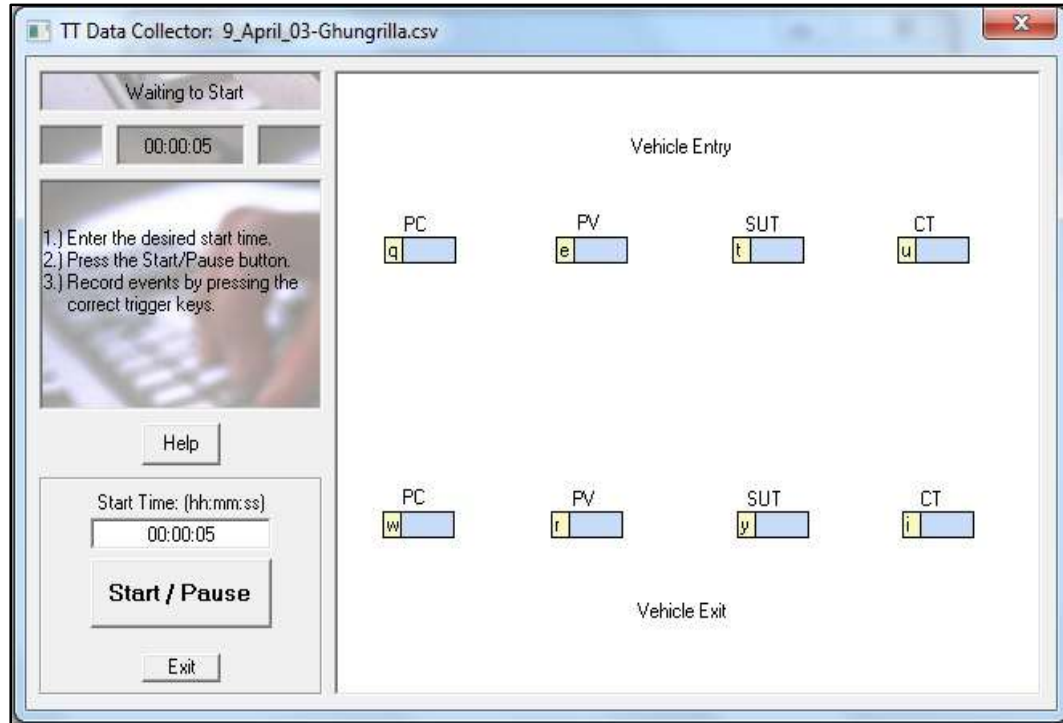 TT Data Collector: 9_April_03-Ghungrilla.csv
Waiting to Start
00:00:05
1.) Enter the desired start time.
2.) Press the Start/Pause button.
3.) Record events by pressing the
correct trigger keys.
Help
Start Time: (hh:mm:ss)
00:00:05
Start / Pause
Exit
Vehicle Entry
PC PV SUT CT
q e t u
PC PV SUT CT
w r y i
Vehicle Exit